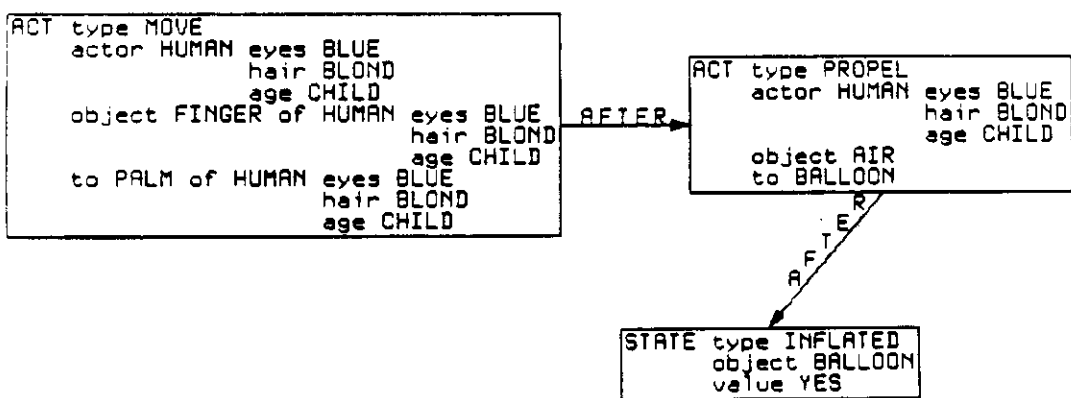 ACT type MOVE
actor HUMAN eyes BLUE
hair BLOND
age CHILD
object FINGER of HUMAN eyes BLUE
hair BLOND
age CHILD
to PALM of HUMAN eyes BLUE
hair BLOND
age CHILD
AFTER
ACT type PROPEL
actor HUMAN eyes BLUE
hair BLOND
age CHILD
object AIR
to BALLOON
AFTER
STATE type INFLATED
object BALLOON
value YES